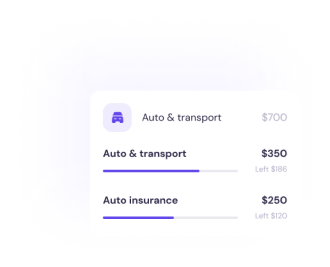 Auto & transport $700
Auto & transport $350
Left $186
Auto insurance $250
Left $120